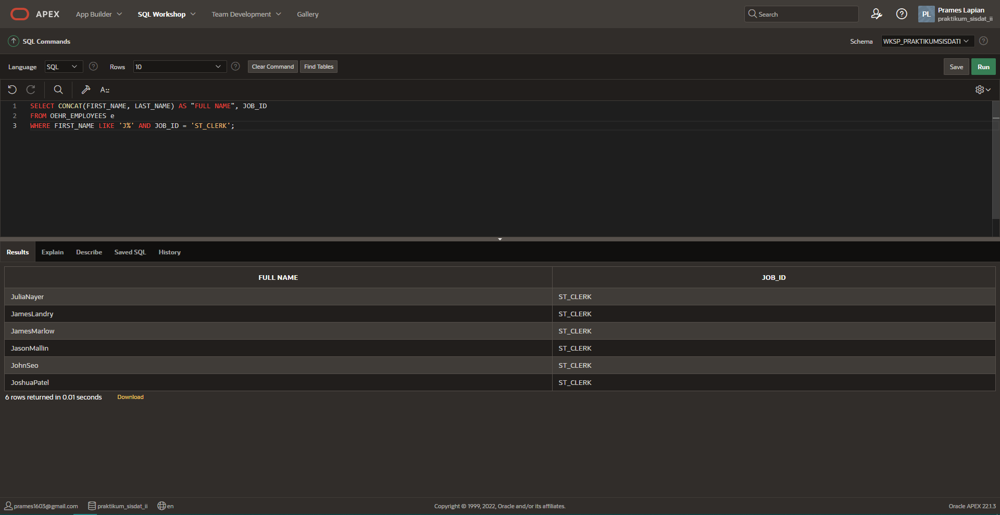 APEX App Builder SQL Workshop Team Development Gallery Search PL Prames Lapian
praktikum_sisdat_ii
SQL Commands Schema WKSP_PRAKTIKUMSISDATI
Language SQL Rows 10 Clear Command Find Tables Save Run
A::
1 SELECT CONCAT(FIRST_NAME, LAST_NAME) AS "FULL NAME", JOB_ID
2 FROM OEHR_EMPLOYEES e
3 WHERE FIRST_NAME LIKE 'J%' AND JOB_ID = 'ST_CLERK';
Results Explain Describe Saved SQL History
FULL NAME JOB_ID
JuliaNayer ST_CLERK
JamesLandry ST_CLERK
JamesMarlow ST_CLERK
JasonMallin ST_CLERK
JohnSeo ST_CLERK
JoshuaPatel ST_CLERK
6 rows returned in 0.01 seconds Download
prames1603@gmail.com praktikum_sisdat_ii en Copyright © 1999, 2022, Oracle and/or its affiliates. Oracle APEX 22.1.3